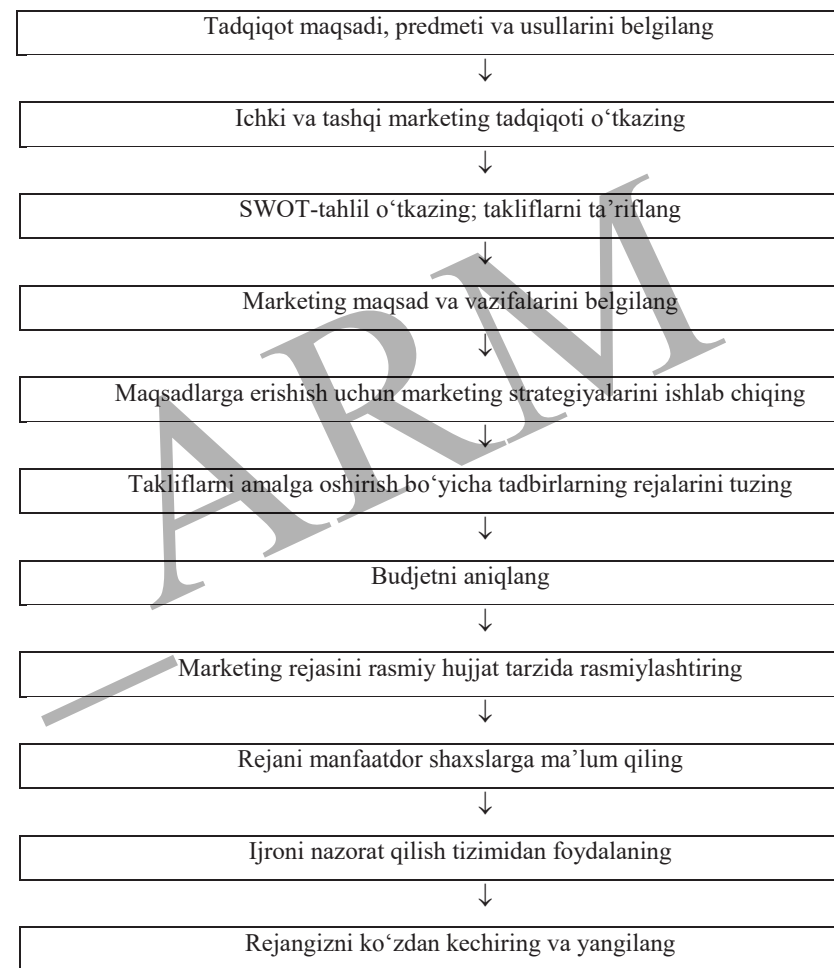 Tadqiqot maqsadi, predmeti va usullarini belgilang
↓
Ichki va tashqi marketing tadqiqoti o‘tkazing
↓
SWOT-tahlil o‘tkazing; takliflarni ta’riflang
↓
Marketing maqsad va vazifalarini belgilang
↓
Maqsadlarga erishish uchun marketing strategiyalarini ishlab chiqing
↓
Takliflarni amalga oshirish bo‘yicha tadbirlarning rejalarini tuzing
↓
Budjetni aniqlang
↓
Marketing rejasini rasmiy hujjat tarzida rasmiylashtiring
↓
Rejani manfaatdor shaxslarga ma’lum qiling
↓
Ijroni nazorat qilish tizimidan foydalaning
↓
Rejangizni ko‘zdan kechiring va yangilang
_ARM